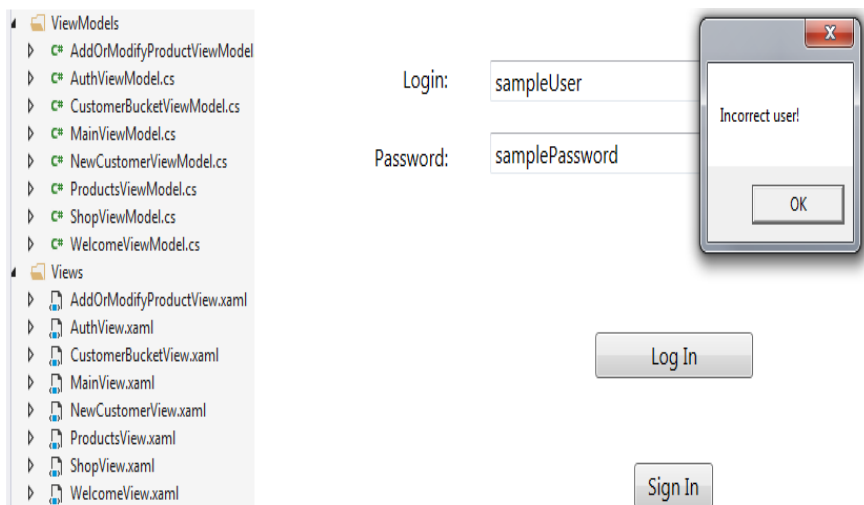 ViewModels
C# AddOrModifyProductViewModel
C# AuthViewModel.cs
C# CustomerBucketViewModel.cs
C# MainViewModel.cs
C# NewCustomerViewModel.cs
C# ProductsViewModel.cs
C# ShopViewModel.cs
C# WelcomeViewModel.cs
Views
AddOrModifyProductView.xaml
AuthView.xaml
CustomerBucketView.xaml
MainView.xaml
NewCustomerView.xaml
ProductsView.xaml
ShopView.xaml
WelcomeView.xaml
Login: sampleUser
Password: samplePassword
Incorrect user!
OK
Log In
Sign In